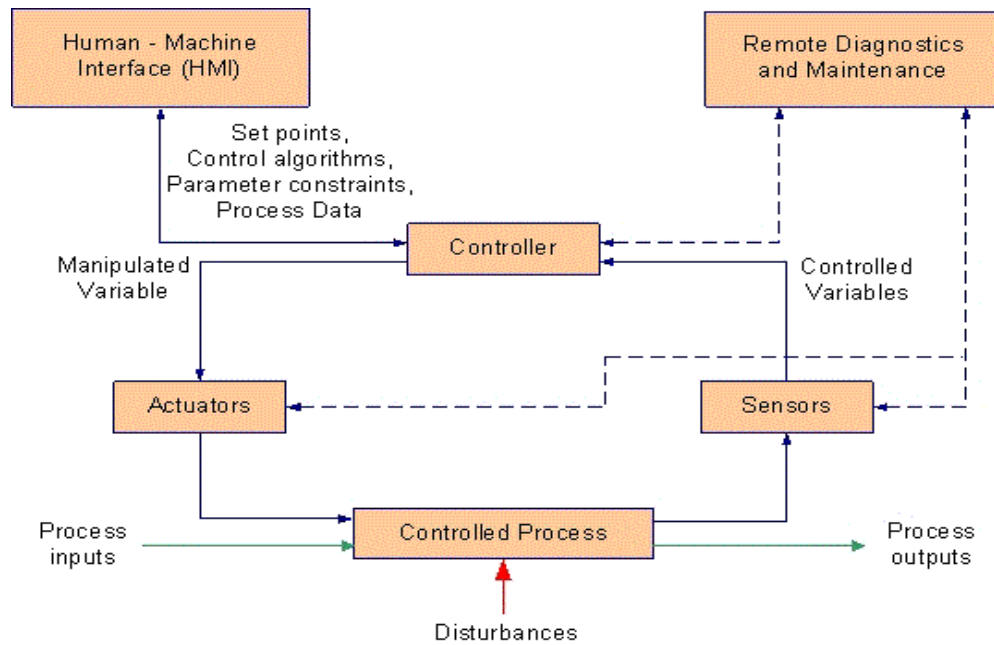 Human - Machine
Interface (HMI)
Remote Diagnostics
and Maintenance
Set points,
Control algorithms,
Parameter constraints,
Process Data
Controller
Manipulated
Variable
Controlled
Variables
Actuators
Sensors
Process
inputs
Controlled Process
Process
outputs
Disturbances